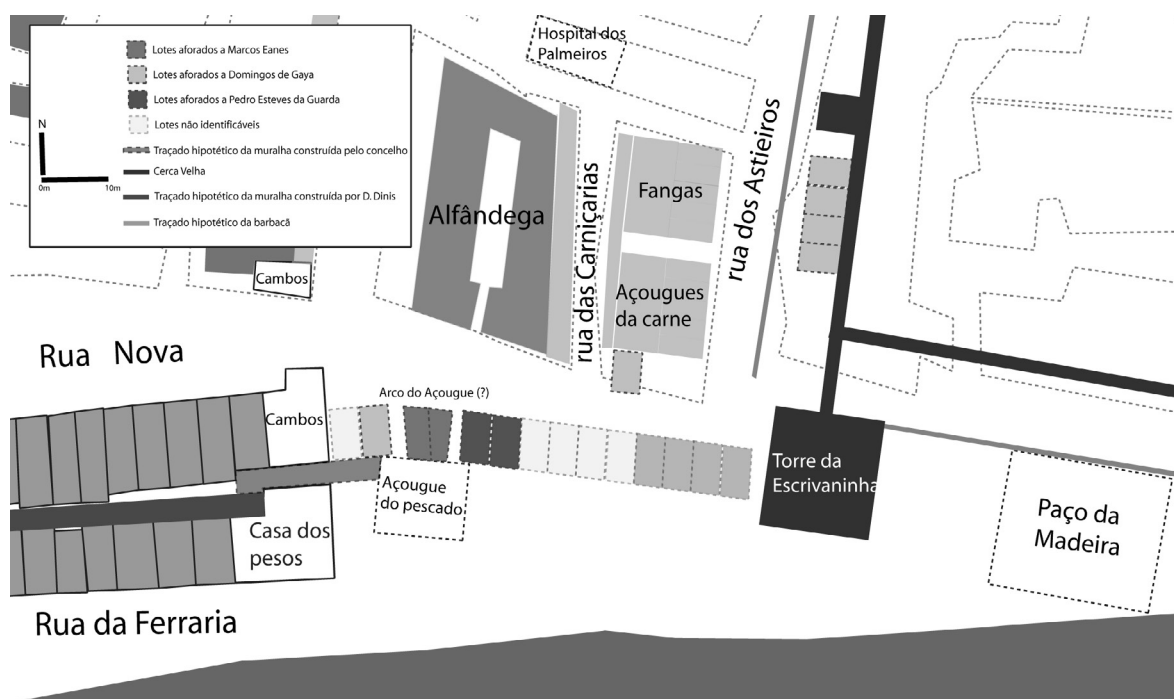 Lotes aforados a Marcos Eanes
Lotes aforados a Domingos de Gaya
Lotes aforados a Pedro Esteves da Guarda
Lotes não identificáveis
N
Traçado hipotético da muralha construída pelo concelho
Cerca Velha
0m 10m
Traçado hipotético da muralha construída por D. Dinis
Traçado hipotético da barbacã
Hospital dos
Palmeiros
Alfândega
rua das Carniçarias
Fangas
Açougues
da carne
rua dos Astieiros
Cambos
Rua Nova
Arco do Açougue (?)
Cambos
Açougue
do pescado
Torre da
Escrivaninha
Paço da
Madeira
Casa dos
pesos
Rua da Ferraria